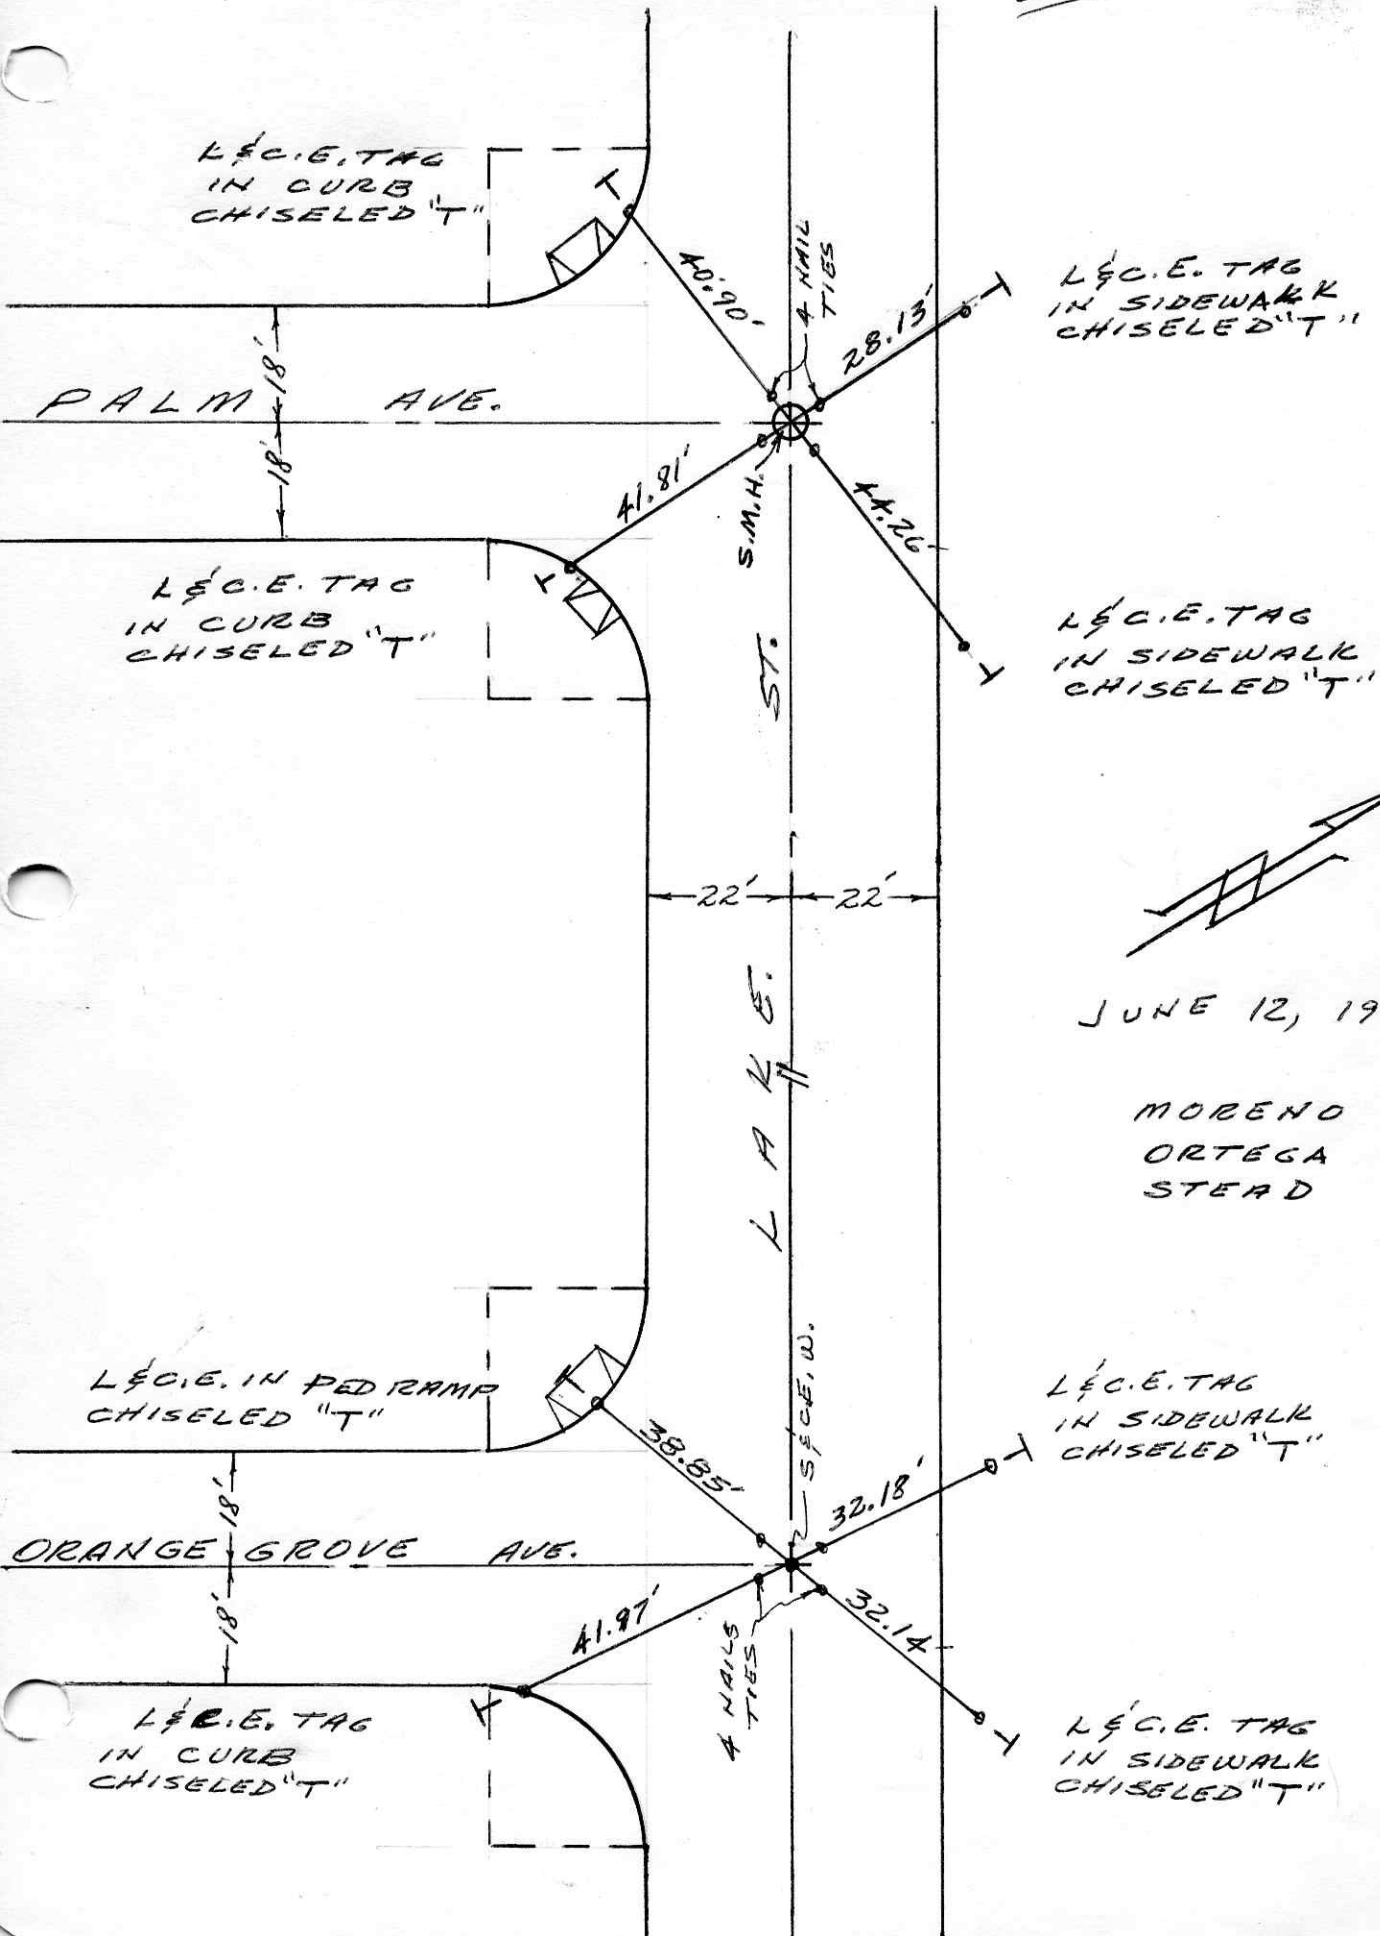 L & C.E. TAG
IN CURB
CHISELED "T"
40.90'
4 NAIL
TIES
28.13'
L & C.E. TAG
IN SIDEWAKK
CHISELED "T"
18'
PALM AVE.
18'
41.81'
S.M.H.
44.26
L & C.E. TAG
IN CURB
CHISELED "T"
L & C.E. TAG
IN SIDEWALK
CHISELED "T"
LAKE. ST.
22' 22'
N
JUNE 12, 19
MORENO
ORTEGA
STEAD
L & C.E. IN PED RAMP
CHISELED "T"
38.85'
S & C.E.W.
32.18'
L & C.E. TAG
IN SIDEWALK
CHISELED "T"
18'
ORANGE GROVE AVE.
18'
41.97'
4 NAILS
TIES
32.14
L & C.E. TAG
IN CURB
CHISELED "T"
L & C.E. TAG
IN SIDEWALK
CHISELED "T"